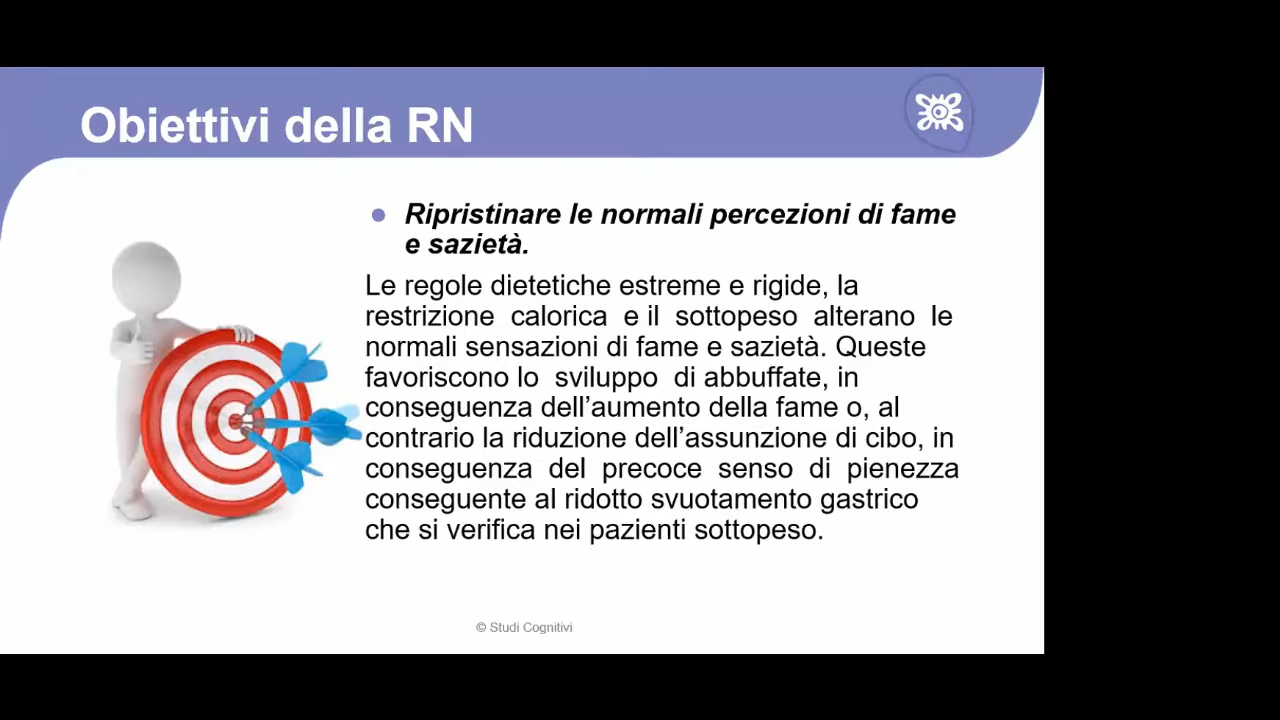 Obiettivi della RN
Ripristinare le normali percezioni di fame
e sazietà.
Le regole dietetiche estreme e rigide, la
restrizione calorica e il sottopeso alterano le
normali sensazioni di fame e sazietà. Queste
favoriscono lo sviluppo di abbuffate, in
conseguenza dell’aumento della fame o, al
contrario la riduzione dell’assunzione di cibo, in
conseguenza del precoce senso di pienezza
conseguente al ridotto svuotamento gastrico
che si verifica nei pazienti sottopeso.
© Studi Cognitivi